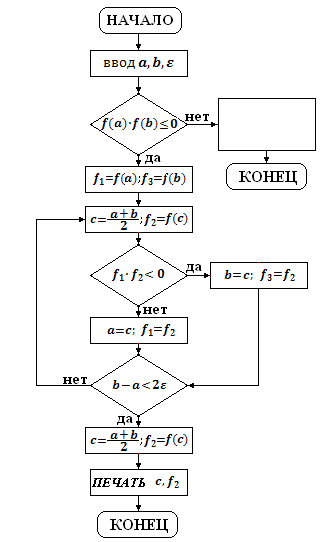 НАЧАЛО
ввод a, b, ε
f(a)·f(b)≤0
нет
да
КОНЕЦ
f₁=f(a); f₃=f(b)
c=a+b/2; f₂=f(c)
f₁·f₂<0
да
b=c; f₃=f₂
нет
a=c; f₁=f₂
нет
b−a<2ε
да
c=a+b/2; f₂=f(c)
ПЕЧАТЬ c, f₂
КОНЕЦ